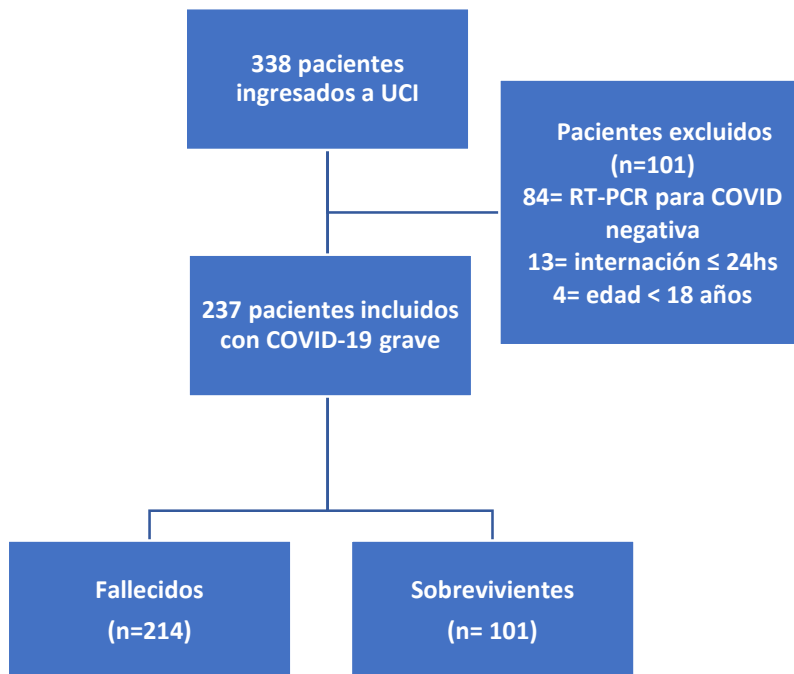 338 pacientes
ingresados a UCI
Pacientes excluidos
(n=101)
84= RT-PCR para COVID
negativa
13= internación ≤ 24hs
4= edad < 18 años
237 pacientes incluidos
con COVID-19 grave
Fallecidos
(n=214)
Sobrevivientes
(n= 101)